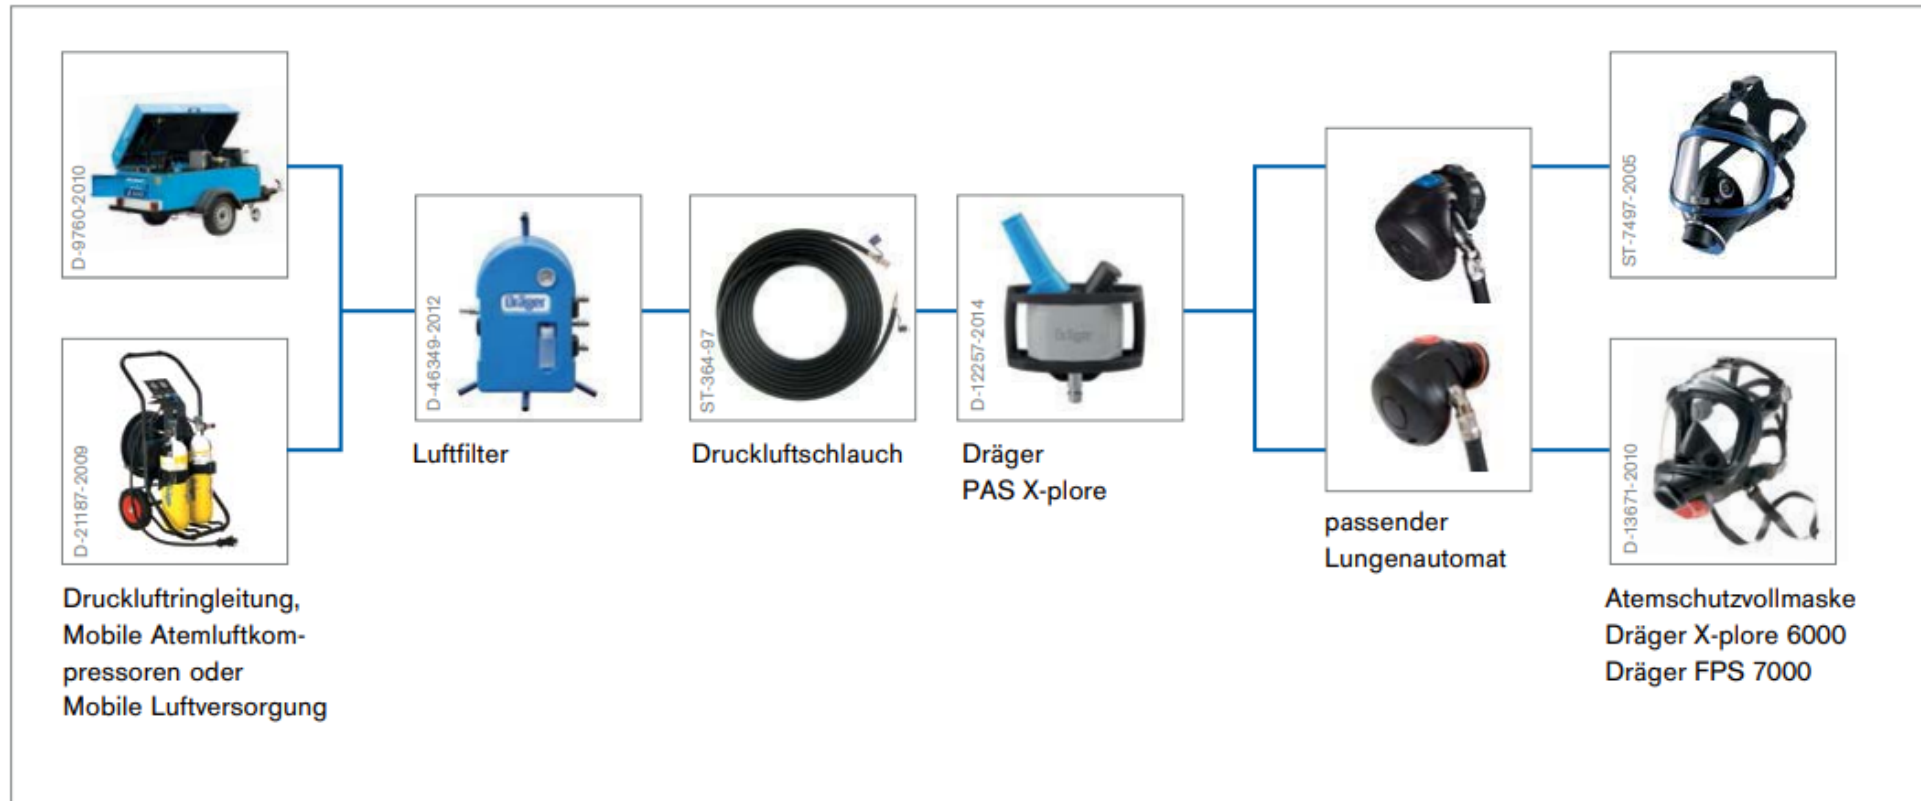 D-9760-2010
D-21187-2009
Druckluftringleitung,
Mobile Atemluftkom-
pressoren oder
Mobile Luftversorgung
D-46349-2012
Dräger
Luftfilter
ST-364-97
Druckluftschlauch
D-12257-2014
Dräger
Dräger
PAS X-plore
passender
Lungenautomat
ST-7497-2005
D-13671-2010
Atemschutzvollmaske
Dräger X-plore 6000
Dräger FPS 7000